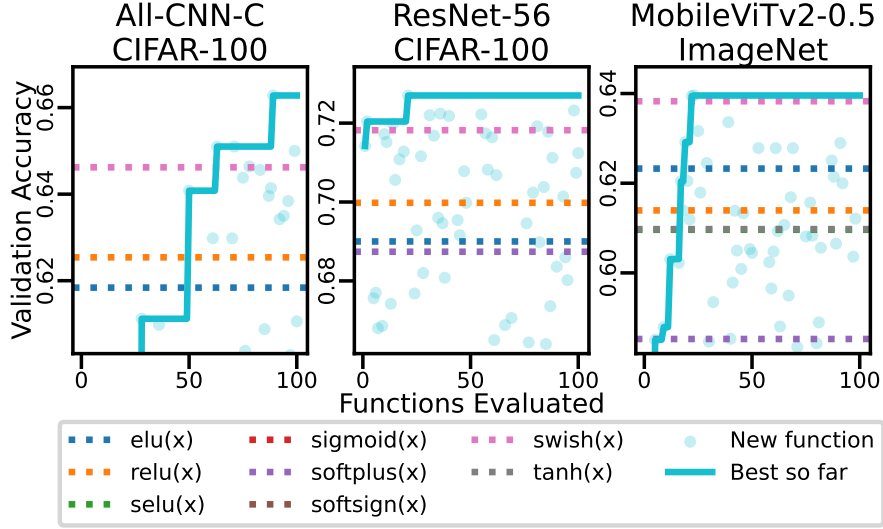 All-CNN-C
CIFAR-100
ResNet-56
CIFAR-100
MobileViTv2-0.5
ImageNet
Validation Accuracy
0.66
0.64
0.62
0 50 100
0.72
0.70
0.68
0 50 100
0.64
0.62
0.60
0 50 100
Functions Evaluated
elu(x) sigmoid(x) swish(x) New function
relu(x) softplus(x) tanh(x) Best so far
selu(x) softsign(x)